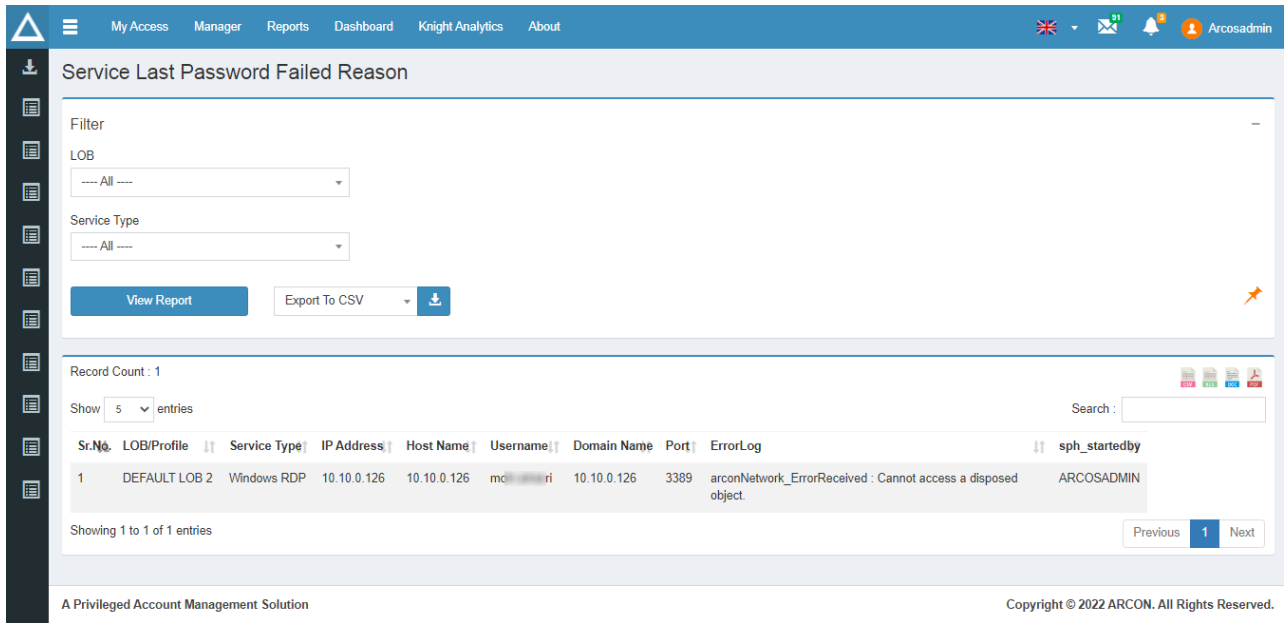 My Access Manager Reports Dashboard Knight Analytics About 91 3 Arcosadmin
Service Last Password Failed Reason
Filter
LOB
---- All ----
Service Type
---- All ----
View Report Export To CSV
Record Count : 1
CSV XLS DOC PDF
Show 5 entries Search :
Sr.No. LOB/Profile Service Type IP Address Host Name Username Domain Name Port ErrorLog sph_startedby
1 DEFAULT LOB 2 Windows RDP 10.10.0.126 10.10.0.126 10.10.0.126 3389 arconNetwork_ErrorReceived : Cannot access a disposed ARCOSADMIN
object.
Showing 1 to 1 of 1 entries Previous 1 Next
A Privileged Account Management Solution Copyright © 2022 ARCON. All Rights Reserved.